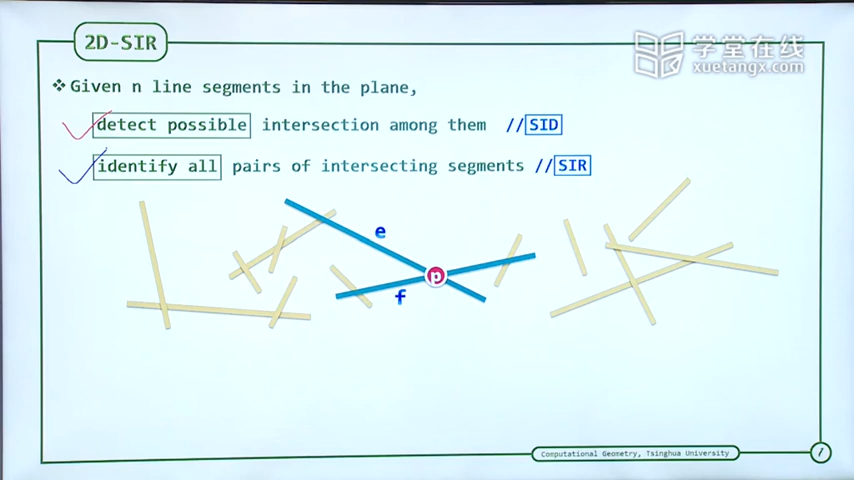 2D-SIR
学堂在线
xuetangx.com
❖Given n line segments in the plane,
detect possible intersection among them //SID
identify all pairs of intersecting segments //SIR
e
p
f
Computational Geometry, Tsinghua University
7